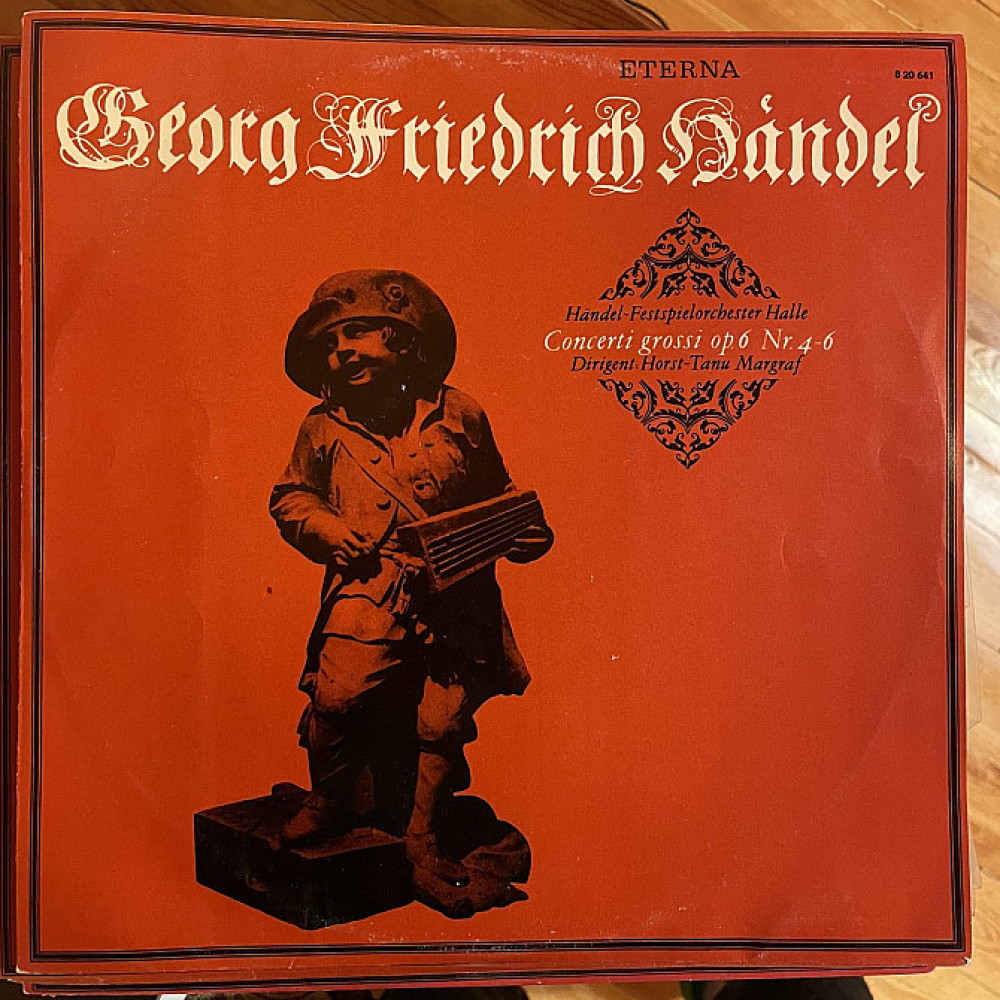 ETERNA
8 20 641
Georg Friedrich Händel
Händel-Festspielorchester Halle
Concerti grossi op.6 Nr. 4-6
Dirigent: Horst-Tanu Margraf